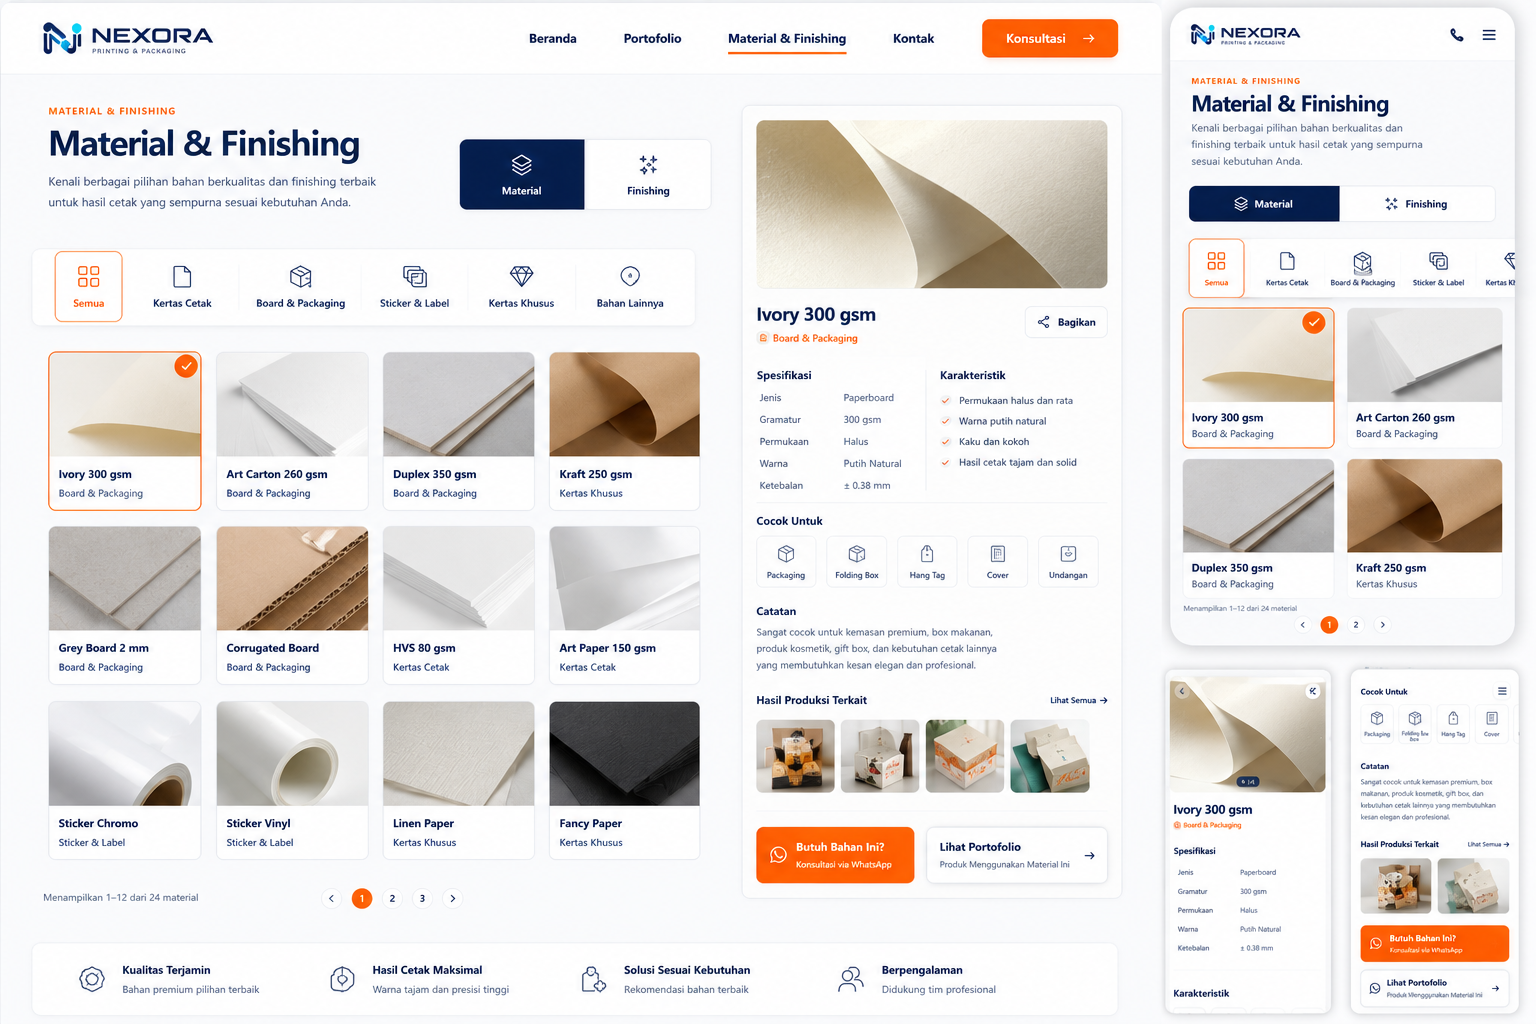 NEXORA
PRINTING & PACKAGING
Beranda
Portofolio
Material & Finishing
Kontak
Konsultasi
MATERIAL & FINISHING
Material & Finishing
Kenali berbagai pilihan bahan berkualitas dan finishing terbaik
untuk hasil cetak yang sempurna sesuai kebutuhan Anda.
Material
Finishing
Semua
Kertas Cetak
Board & Packaging
Sticker & Label
Kertas Khusus
Bahan Lainnya
Ivory 300 gsm
Board & Packaging
Art Carton 260 gsm
Board & Packaging
Duplex 350 gsm
Board & Packaging
Kraft 250 gsm
Kertas Khusus
Grey Board 2 mm
Board & Packaging
Corrugated Board
Board & Packaging
HVS 80 gsm
Kertas Cetak
Art Paper 150 gsm
Kertas Cetak
Sticker Chromo
Sticker & Label
Sticker Vinyl
Sticker & Label
Linen Paper
Kertas Khusus
Fancy Paper
Kertas Khusus
Menampilkan 1–12 dari 24 material
1
2
3
Ivory 300 gsm
Board & Packaging
Bagikan
Spesifikasi
Jenis Paperboard
Gramatur 300 gsm
Permukaan Halus
Warna Putih Natural
Ketebalan ± 0.38 mm
Karakteristik
Permukaan halus dan rata
Warna putih natural
Kaku dan kokoh
Hasil cetak tajam dan solid
Cocok Untuk
Packaging
Folding Box
Hang Tag
Cover
Undangan
Catatan
Sangat cocok untuk kemasan premium, box makanan,
produk kosmetik, gift box, dan kebutuhan cetak lainnya
yang membutuhkan kesan elegan dan profesional.
Hasil Produksi Terkait
Lihat Semua →
Butuh Bahan Ini?
Konsultasi via WhatsApp
Lihat Portofolio
Produk Menggunakan Material Ini
Kualitas Terjamin
Bahan premium pilihan terbaik
Hasil Cetak Maksimal
Warna tajam dan presisi tinggi
Solusi Sesuai Kebutuhan
Rekomendasi bahan terbaik
Berpengalaman
Didukung tim profesional
NEXORA
PRINTING & PACKAGING
MATERIAL & FINISHING
Material & Finishing
Kenali berbagai pilihan bahan berkualitas dan
finishing terbaik untuk hasil cetak yang sempurna
sesuai kebutuhan Anda.
Material
Finishing
Semua
Kertas Cetak
Board & Packaging
Sticker & Label
Kertas Kh
Ivory 300 gsm
Board & Packaging
Art Carton 260 gsm
Board & Packaging
Duplex 350 gsm
Board & Packaging
Kraft 250 gsm
Kertas Khusus
Menampilkan 1–12 dari 24 material
1
2
Ivory 300 gsm
Board & Packaging
Spesifikasi
Jenis Paperboard
Gramatur 300 gsm
Permukaan Halus
Warna Putih Natural
Ketebalan ± 0.38 mm
Karakteristik
Cocok Untuk
Packaging
Hang Tag
Cover
Catatan
Sangat cocok untuk kemasan premium, box
makanan, produk kosmetik, gift box, dan
kebutuhan cetak lainnya yang membutuhkan
kesan elegan dan profesional.
Hasil Produksi Terkait
Lihat Semua →
Butuh Bahan Ini?
Konsultasi via WhatsApp
Lihat Portofolio
Produk Menggunakan Material Ini